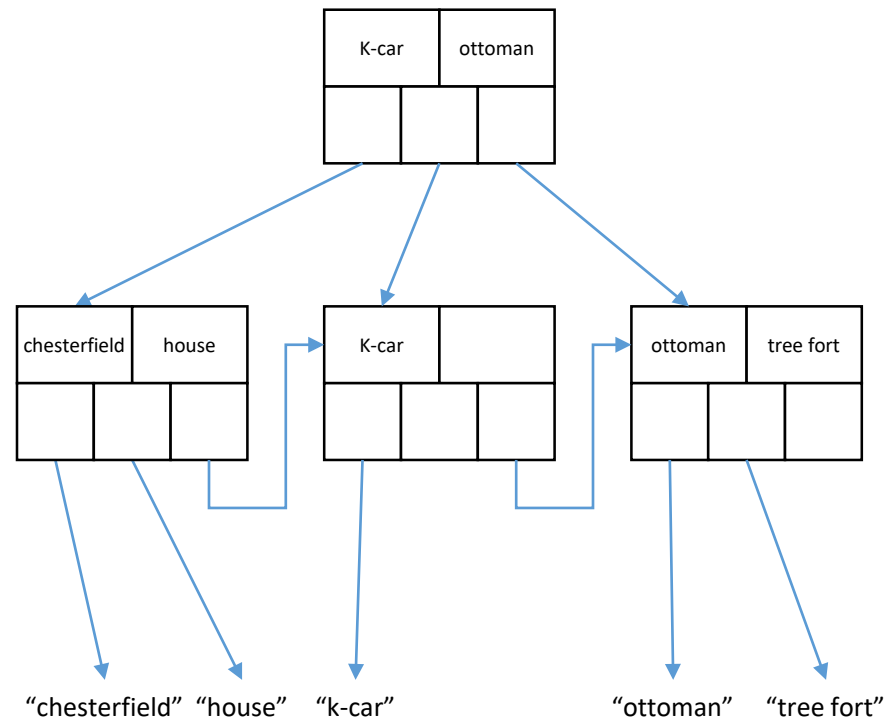 K-car ottoman
chesterfield house K-car ottoman tree fort
“chesterfield” “house” “k-car” “ottoman” “tree fort”